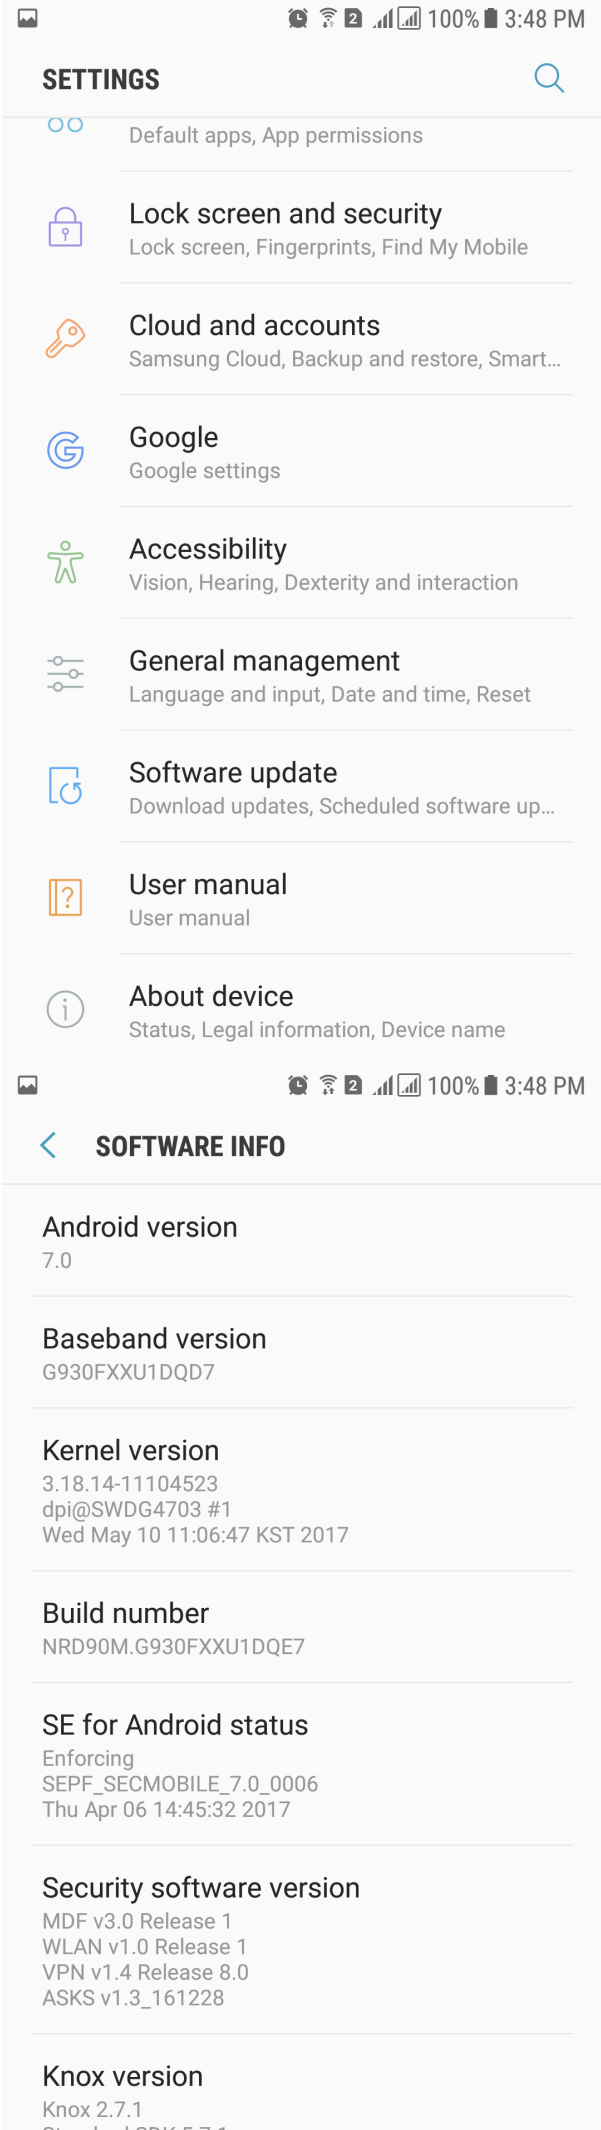 2 100% 3:48 PM
SETTINGS
Default apps, App permissions
Lock screen and security
Lock screen, Fingerprints, Find My Mobile
Cloud and accounts
Samsung Cloud, Backup and restore, Smart...
Google
Google settings
Accessibility
Vision, Hearing, Dexterity and interaction
General management
Language and input, Date and time, Reset
Software update
Download updates, Scheduled software up...
User manual
User manual
About device
Status, Legal information, Device name
2 100% 3:48 PM
SOFTWARE INFO
Android version
7.0
Baseband version
G930FXXU1DQD7
Kernel version
3.18.14-11104523
dpi@SWDG4703 #1
Wed May 10 11:06:47 KST 2017
Build number
NRD90M.G930FXXU1DQE7
SE for Android status
Enforcing
SEPF_SECMOBILE_7.0_0006
Thu Apr 06 14:45:32 2017
Security software version
MDF v3.0 Release 1
WLAN v1.0 Release 1
VPN v1.4 Release 8.0
ASKS v1.3_161228
Knox version
Knox 2.7.1